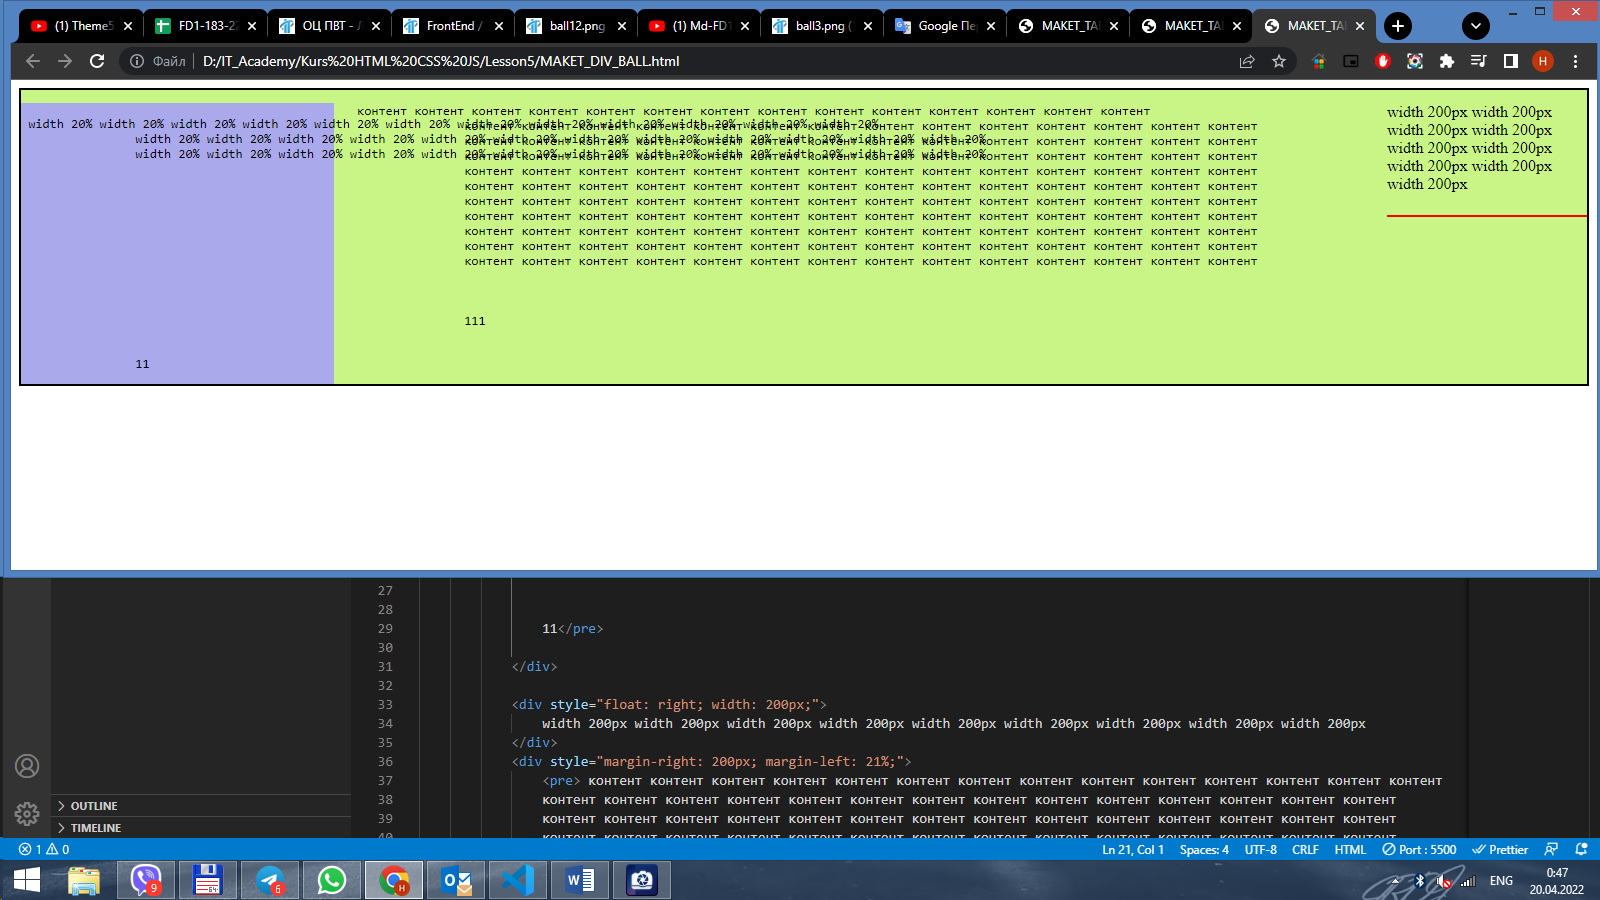 (1) Theme5
FD1-183-22
ОЦ ПВТ - Л
FrontEnd /
ball12.png
(1) Md-FD1
ball3.png (
Google Пе
MAKET_TA
MAKET_TA
MAKET_TA
Файл
D:/IT_Academy/Kurs%20HTML%20CSS%20JS/Lesson5/MAKET_DIV_BALL.html
H
контент контент контент контент контент контент контент контент контент контент контент контент контент контент
width 20% width 20% width 20% width 20% width 20% width 20% width 20% width 20% width 20% width 20% width 20% width 20%
контент контент контент контент контент контент контент контент контент контент контент контент контент контент
width 20% width 20% width 20% width 20% width 20% width 20% width 20% width 20% width 20% width 20% width 20% width 20%
контент контент контент контент контент контент контент контент контент контент контент контент контент контент
width 20% width 20% width 20% width 20% width 20% width 20% width 20% width 20% width 20% width 20% width 20% width 20%
контент контент контент контент контент контент контент контент контент контент контент контент контент контент
контент контент контент контент контент контент контент контент контент контент контент контент контент контент
контент контент контент контент контент контент контент контент контент контент контент контент контент контент
контент контент контент контент контент контент контент контент контент контент контент контент контент контент
контент контент контент контент контент контент контент контент контент контент контент контент контент контент
контент контент контент контент контент контент контент контент контент контент контент контент контент контент
контент контент контент контент контент контент контент контент контент контент контент контент контент контент
контент контент контент контент контент контент контент контент контент контент контент контент контент контент
111
11
width 200px width 200px
width 200px width 200px
width 200px width 200px
width 200px width 200px
width 200px
27
28
29 11</pre>
30
31 </div>
32
33 <div style="float: right; width: 200px;">
34 width 200px width 200px width 200px width 200px width 200px width 200px width 200px width 200px width 200px
35 </div>
36 <div style="margin-right: 200px; margin-left: 21%;">
37 <pre> контент контент контент контент контент контент контент контент контент контент контент контент контент контент
38 контент контент контент контент контент контент контент контент контент контент контент контент контент контент
39 контент контент контент контент контент контент контент контент контент контент контент контент контент контент
40 контент контент контент контент контент контент контент контент контент контент контент контент контент контент
OUTLINE
TIMELINE
1 0
Ln 21, Col 1 Spaces: 4 UTF-8 CRLF HTML Port : 5500 Prettier
9
64
6
H
ENG
0:47
20.04.2022